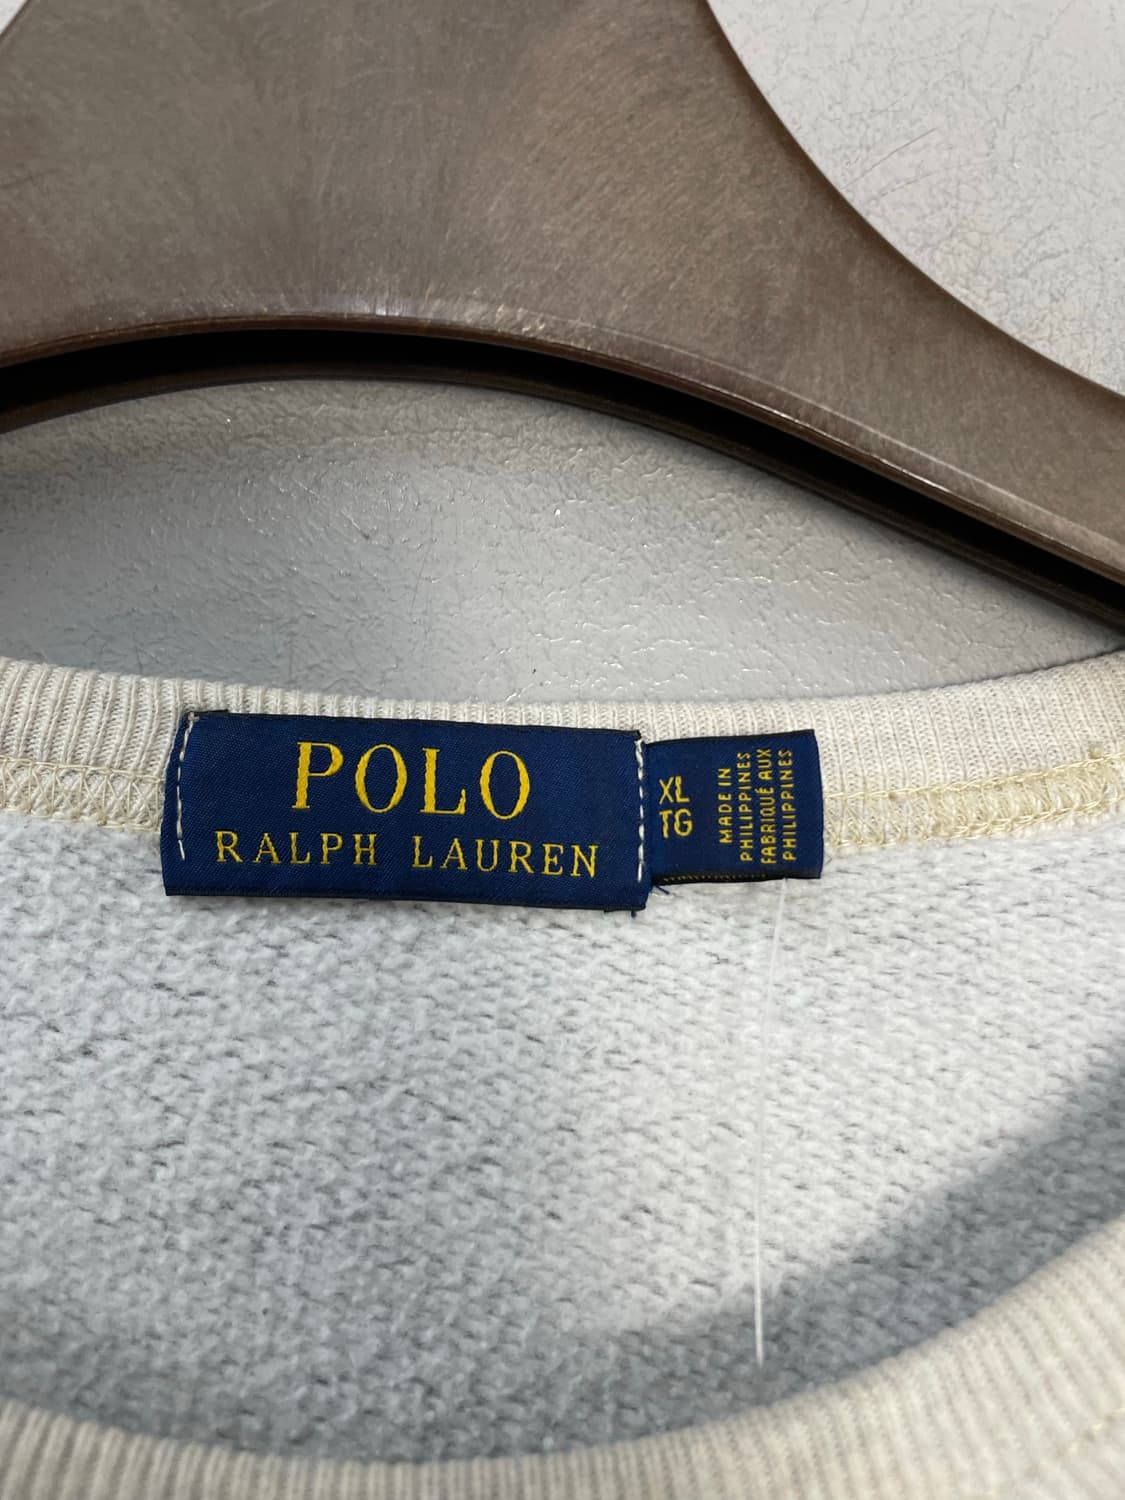 POLO
RALPH LAUREN
XL
TG
MADE IN
PHILIPPINES
FABRIQUÉ AUX
PHILIPPINES